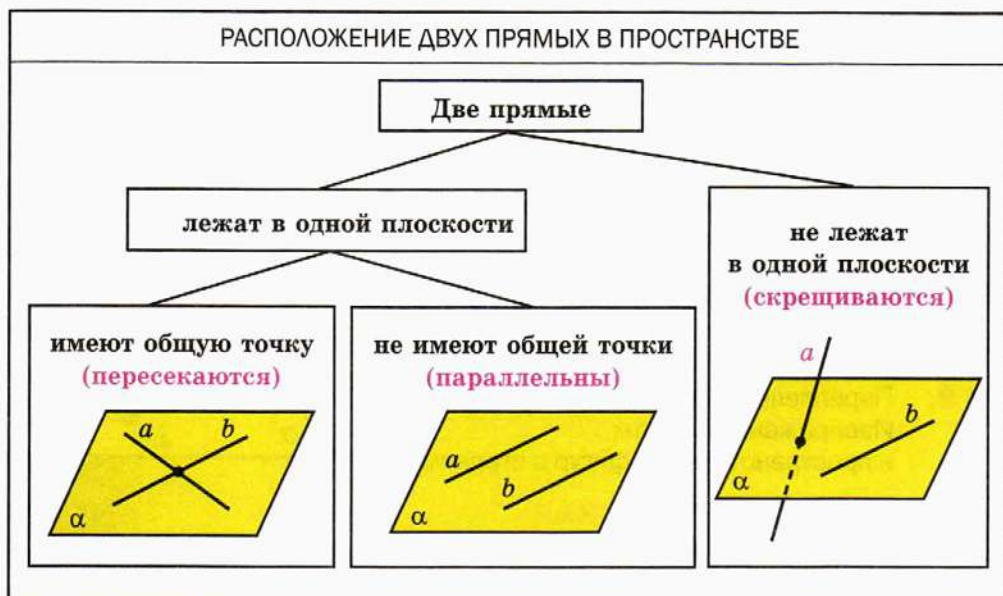 РАСПОЛОЖЕНИЕ ДВУХ ПРЯМЫХ В ПРОСТРАНСТВЕ
Две прямые
лежат в одной плоскости
не лежат
в одной плоскости
(скрещиваются)
имеют общую точку
(пересекаются)
не имеют общей точки
(параллельны)
a
b
α
a
b
α
a
b
α